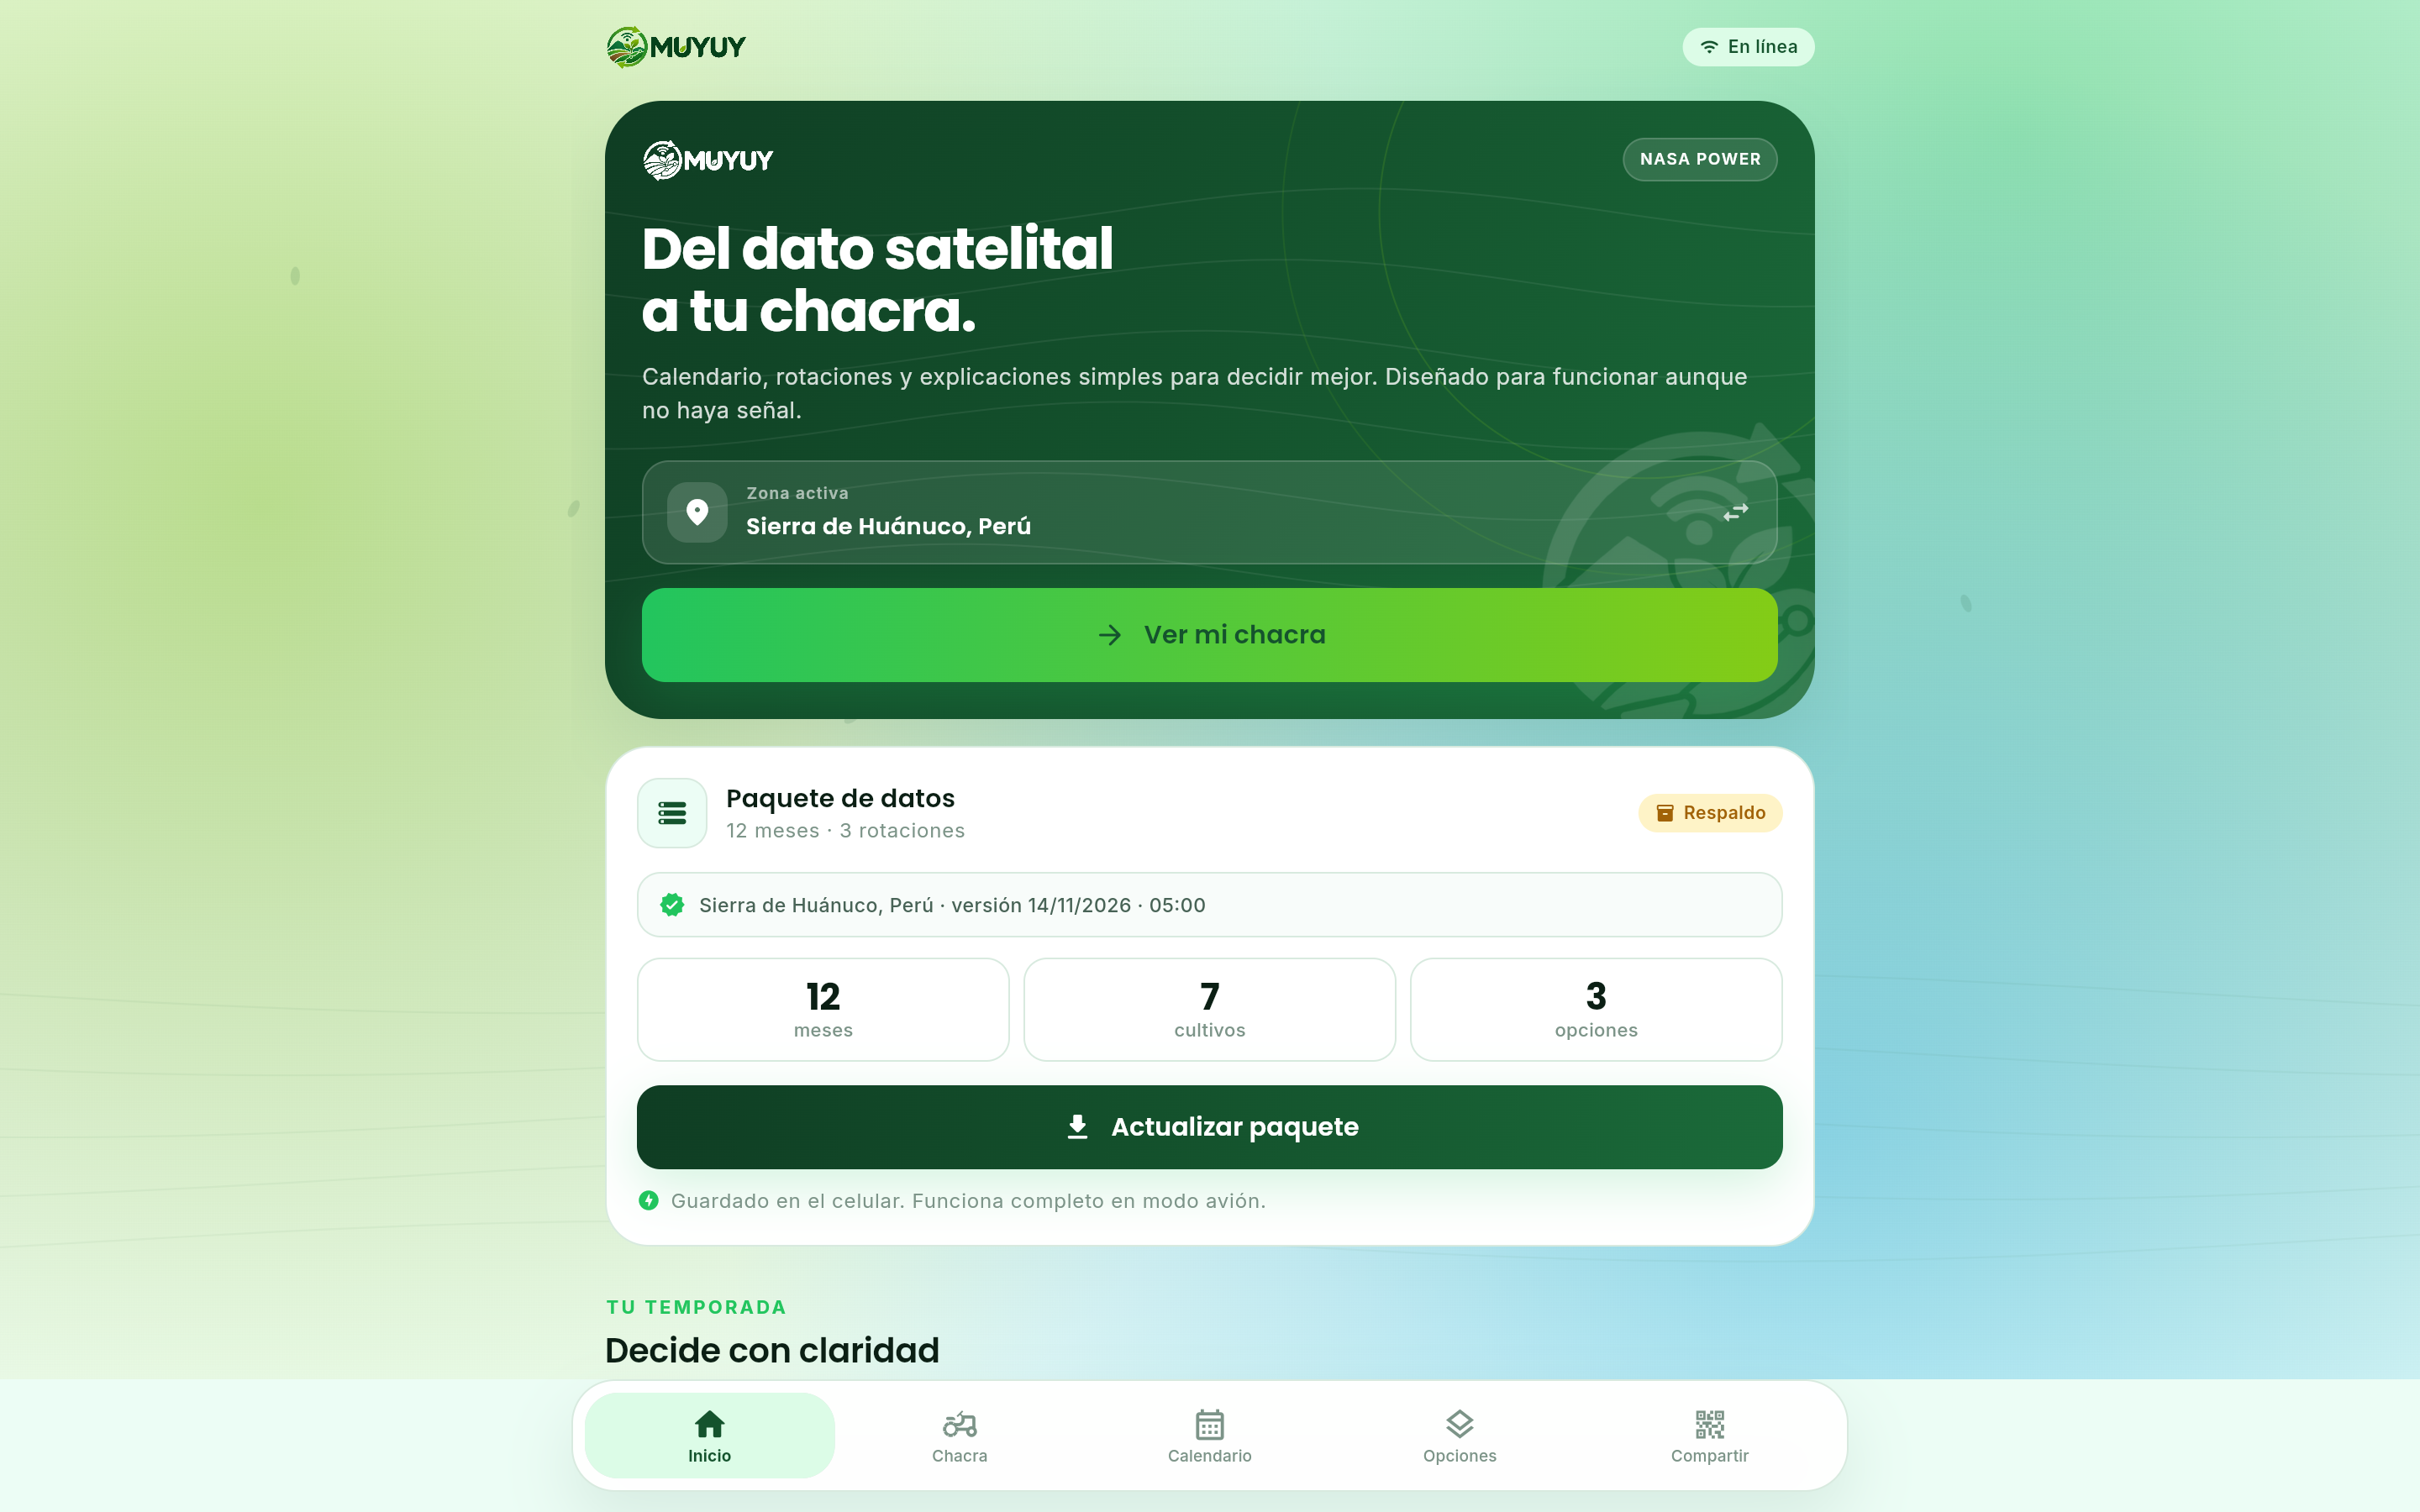 MUYUY
En línea
MUYUY
NASA POWER
Del dato satelital
a tu chacra.
Calendario, rotaciones y explicaciones simples para decidir mejor. Diseñado para funcionar aunque
no haya señal.
Zona activa
Sierra de Huánuco, Perú
Ver mi chacra
Paquete de datos
12 meses · 3 rotaciones
Respaldo
Sierra de Huánuco, Perú · versión 14/11/2026 · 05:00
12
meses
7
cultivos
3
opciones
Actualizar paquete
Guardado en el celular. Funciona completo en modo avión.
TU TEMPORADA
Decide con claridad
Inicio
Chacra
Calendario
Opciones
Compartir